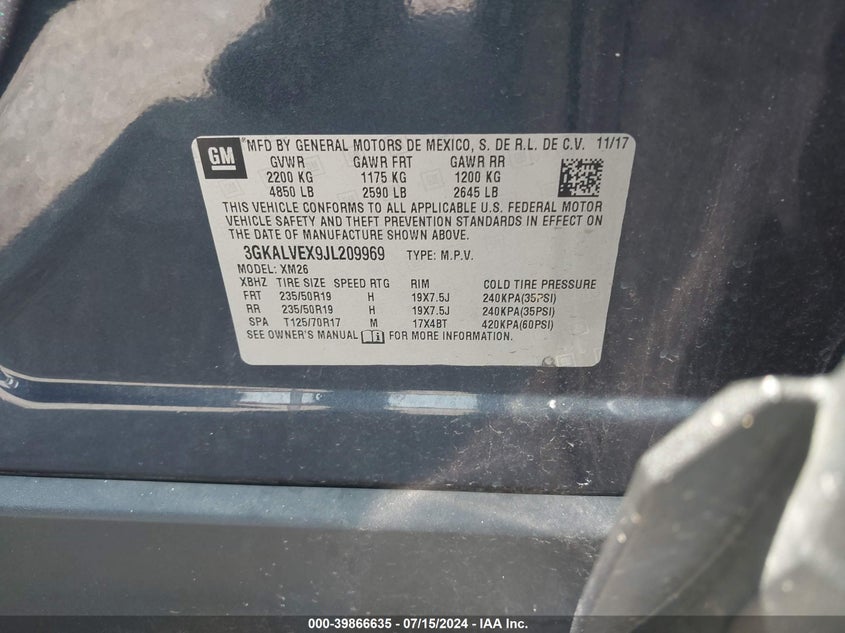 GM
MFD BY GENERAL MOTORS DE MEXICO, S. DE R.L. DE C.V. 11/17
GVWR GAWR FRT GAWR RR
2200 KG 1175 KG 1200 KG
4850 LB 2590 LB 2645 LB
THIS VEHICLE CONFORMS TO ALL APPLICABLE U.S. FEDERAL MOTOR
VEHICLE SAFETY AND THEFT PREVENTION STANDARDS IN EFFECT ON
THE DATE OF MANUFACTURE SHOWN ABOVE.
3GKALVEX9JL209969 TYPE: M.P.V.
MODEL: XM26
XBHZ TIRE SIZE SPEED RTG RIM COLD TIRE PRESSURE
FRT 235/50R19 H 19X7.5J 240KPA(35PSI)
RR 235/50R19 H 19X7.5J 240KPA(35PSI)
SPA T125/70R17 M 17X4BT 420KPA(60PSI)
SEE OWNER'S MANUAL FOR MORE INFORMATION.
000-39866635 - 07/15/2024 - IAA Inc.